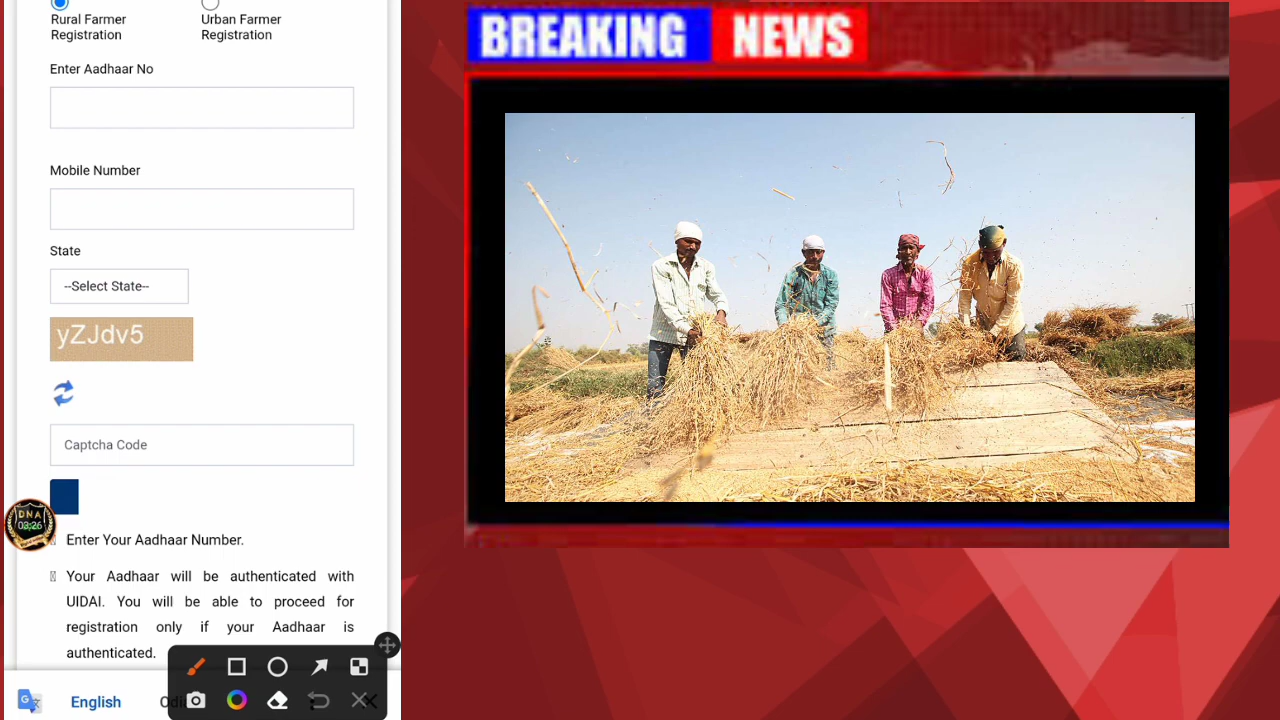 Rural Farmer
Registration
Urban Farmer
Registration
Enter Aadhaar No
Mobile Number
State
--Select State--
yZJdv5
Captcha Code
DNA
03:26
Enter Your Aadhaar Number.
Your Aadhaar will be authenticated with
UIDAI. You will be able to proceed for
registration only if your Aadhaar is
authenticated.
English
BREAKING NEWS